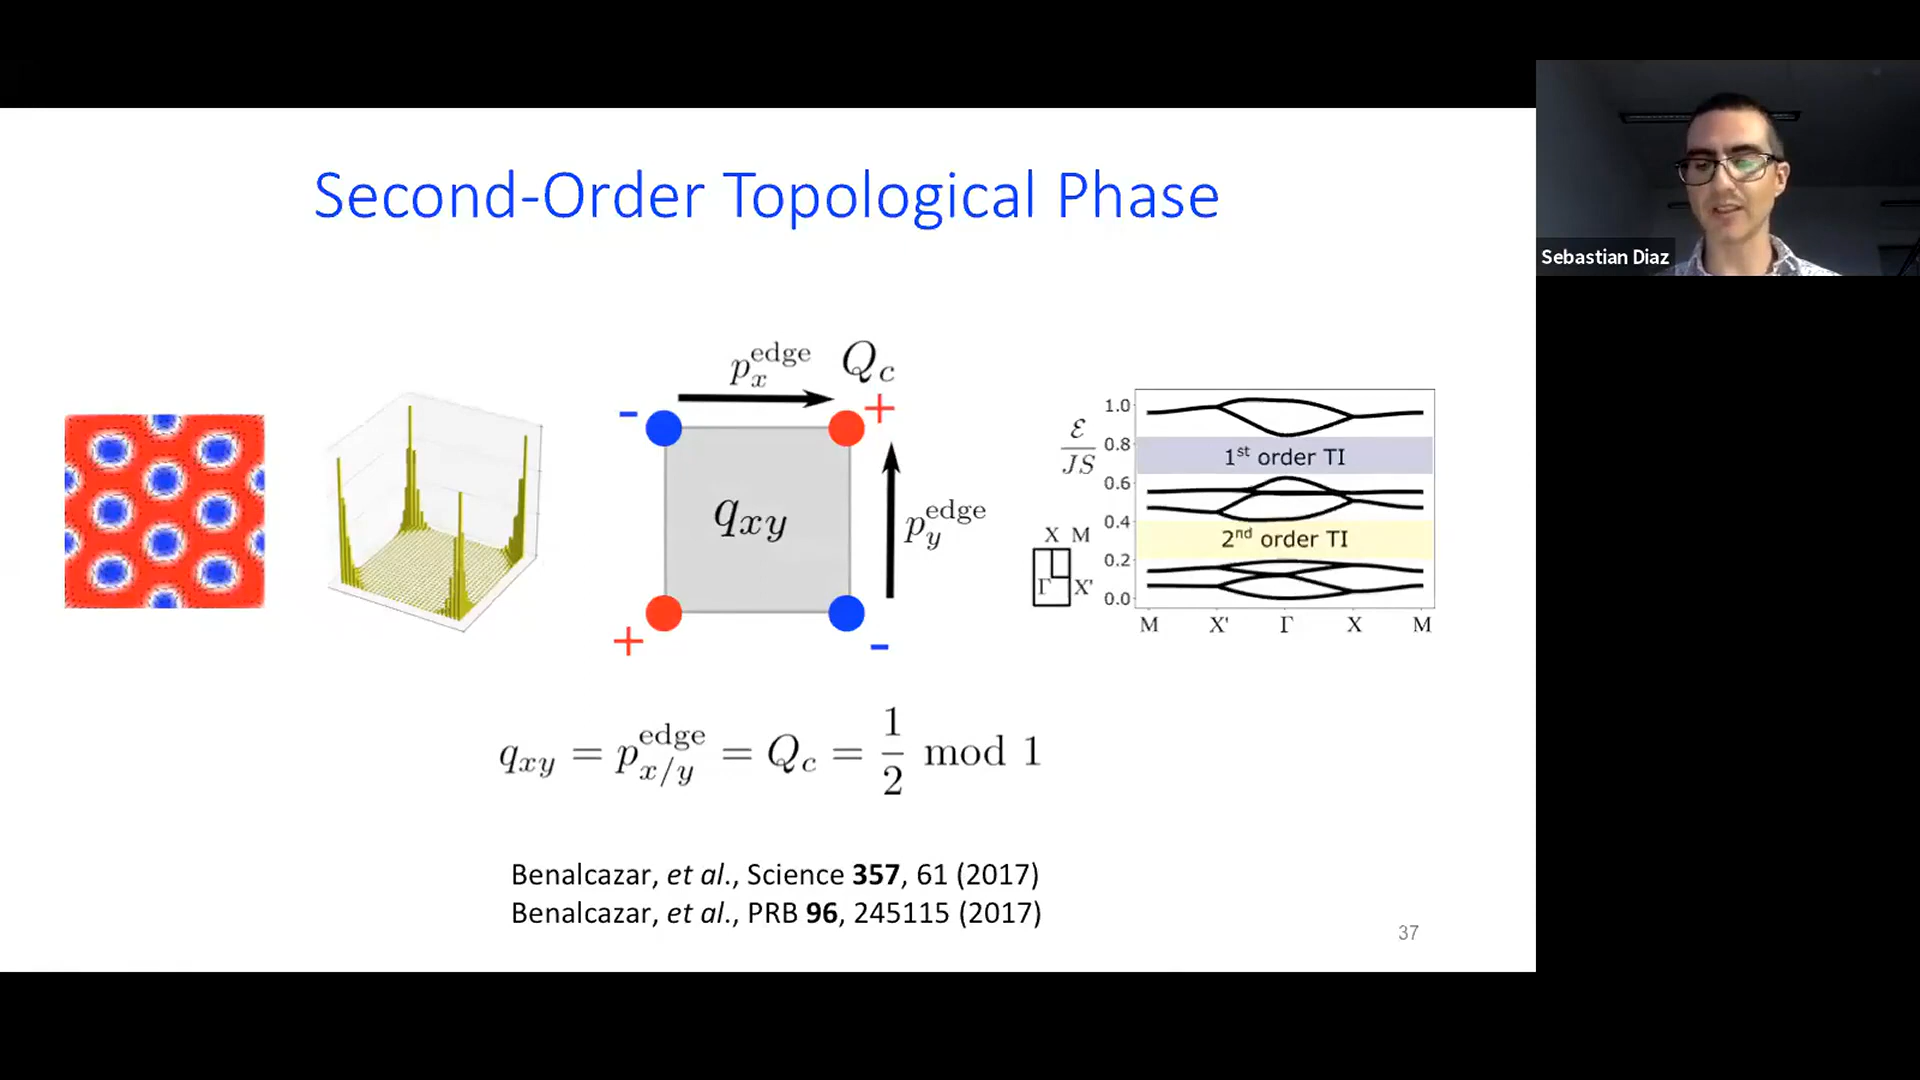 Second-Order Topological Phase
Sebastian Diaz
p_x^edge
Q_c
-
+
q_xy
p_y^edge
+
-
ℰ/JS
1.0
0.8
0.6
0.4
0.2
0.0
1st order TI
2nd order TI
X M
Γ X'
M X' Γ X M
q_xy = p_{x/y}^edge = Q_c = 1/2 mod 1
Benalcazar, et al., Science 357, 61 (2017)
Benalcazar, et al., PRB 96, 245115 (2017)
37